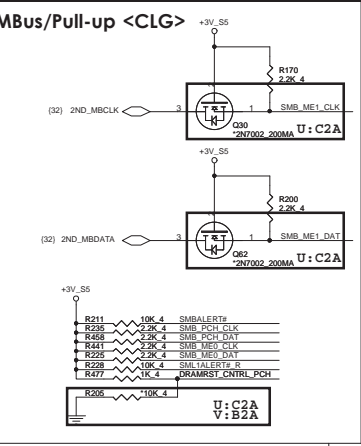 MBus/Pull-up <CLG>
+3V_S5
R170
2.2K_4
2
{32} 2ND_MBCLK
3
1
SMB_ME1_CLK
Q30
*2N7002_200MA
U:C2A
+3V_S5
R200
2.2K_4
2
{32} 2ND_MBDATA
3
1
SMB_ME1_DAT
Q62
*2N7002_200MA
U:C2A
+3V_S5
R211 10K_4 SMBALERT#
R235 2.2K_4 SMB_PCH_CLK
R458 2.2K_4 SMB_PCH_DAT
R441 2.2K_4 SMB_ME0_CLK
R225 2.2K_4 SMB_ME0_DAT
R228 10K_4 SML1ALERT#_R
R477 1K_4 DRAMRST_CNTRL_PCH
R205 *10K_4
U:C2A
V:B2A